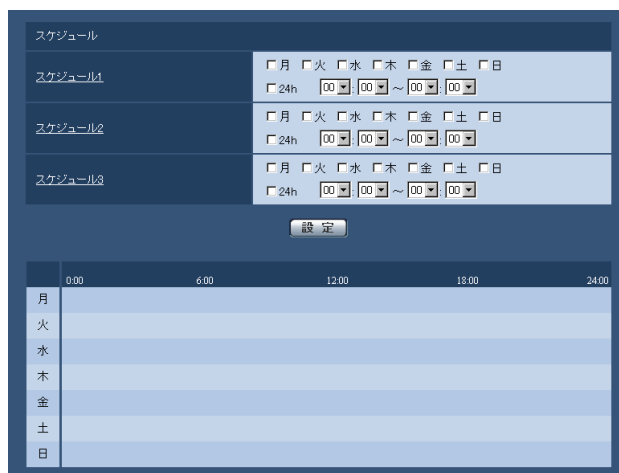 スケジュール
スケジュール1
月 火 水 木 金 土 日
24h 00 : 00 ～ 00 : 00
スケジュール2
月 火 水 木 金 土 日
24h 00 : 00 ～ 00 : 00
スケジュール3
月 火 水 木 金 土 日
24h 00 : 00 ～ 00 : 00
設定
0:00 6:00 12:00 18:00 24:00
月
火
水
木
金
土
日